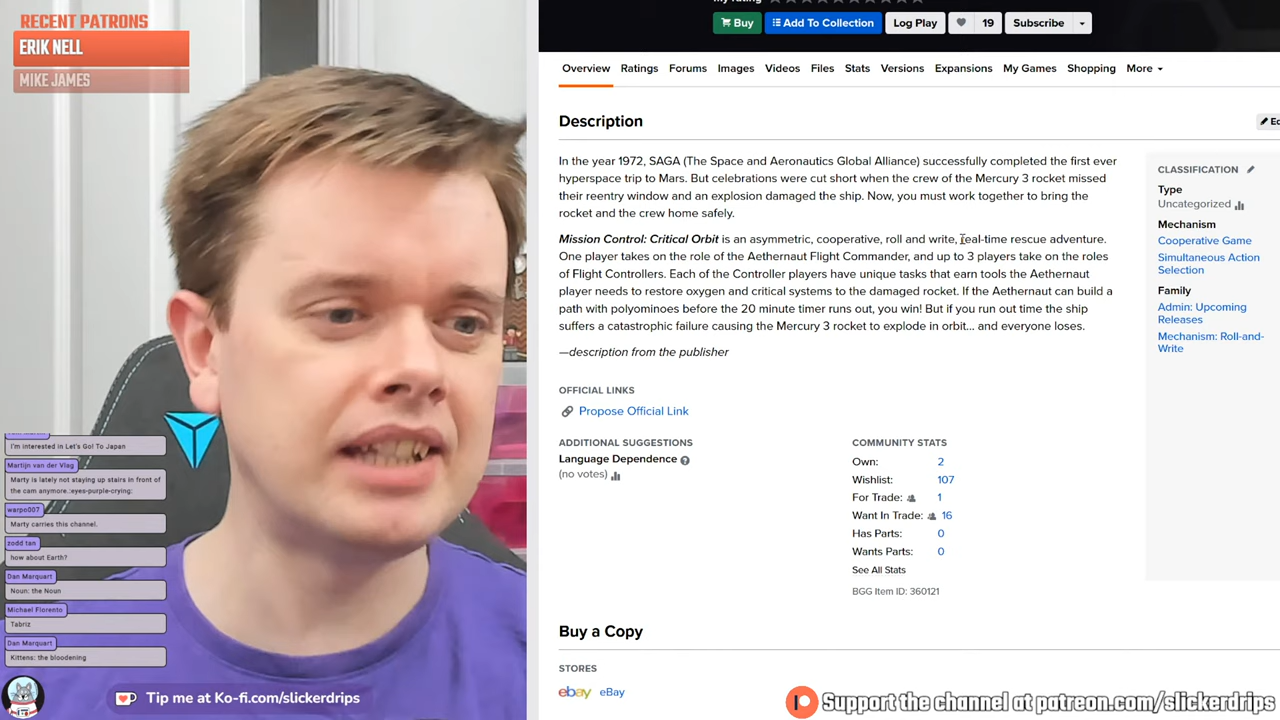 RECENT PATRONS
ERIK NELL
MIKE JAMES
I'm interested in Let's Go! To Japan
Martijn van der Vlag
Marty is lately not staying up stairs in front of
the cam anymore.:eyes-purple-crying:
warpo007
Marty carries this channel.
zodd tan
how about Earth?
Dan Marquart
Noun: the Noun
Michael Florento
Tabriz
Dan Marquart
Kittens: the bloodening
Tip me at Ko-fi.com/slickerdrips
Buy
Add To Collection
Log Play
19
Subscribe
Overview Ratings Forums Images Videos Files Stats Versions Expansions My Games Shopping More
Description
In the year 1972, SAGA (The Space and Aeronautics Global Alliance) successfully completed the first ever
hyperspace trip to Mars. But celebrations were cut short when the crew of the Mercury 3 rocket missed
their reentry window and an explosion damaged the ship. Now, you must work together to bring the
rocket and the crew home safely.
Mission Control: Critical Orbit is an asymmetric, cooperative, roll and write, real-time rescue adventure.
One player takes on the role of the Aethernaut Flight Commander, and up to 3 players take on the roles
of Flight Controllers. Each of the Controller players have unique tasks that earn tools the Aethernaut
player needs to restore oxygen and critical systems to the damaged rocket. If the Aethernaut can build a
path with polyominoes before the 20 minute timer runs out, you win! But if you run out time the ship
suffers a catastrophic failure causing the Mercury 3 rocket to explode in orbit... and everyone loses.
—description from the publisher
OFFICIAL LINKS
Propose Official Link
ADDITIONAL SUGGESTIONS
Language Dependence
(no votes)
COMMUNITY STATS
Own: 2
Wishlist: 107
For Trade: 1
Want In Trade: 16
Has Parts: 0
Wants Parts: 0
See All Stats
BGG Item ID: 360121
CLASSIFICATION
Type
Uncategorized
Mechanism
Cooperative Game
Simultaneous Action
Selection
Family
Admin: Upcoming
Releases
Mechanism: Roll-and-
Write
Buy a Copy
STORES
ebay eBay
Support the channel at patreon.com/slickerdrips